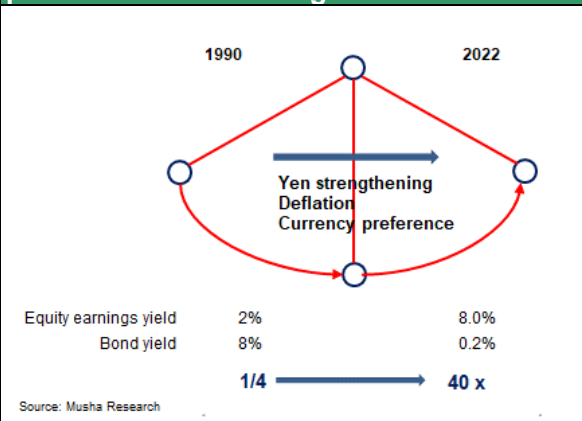 1990 2022
Yen strengthening
Deflation
Currency preference
Equity earnings yield 2% 8.0%
Bond yield 8% 0.2%
1/4 40 x
Source: Musha Research